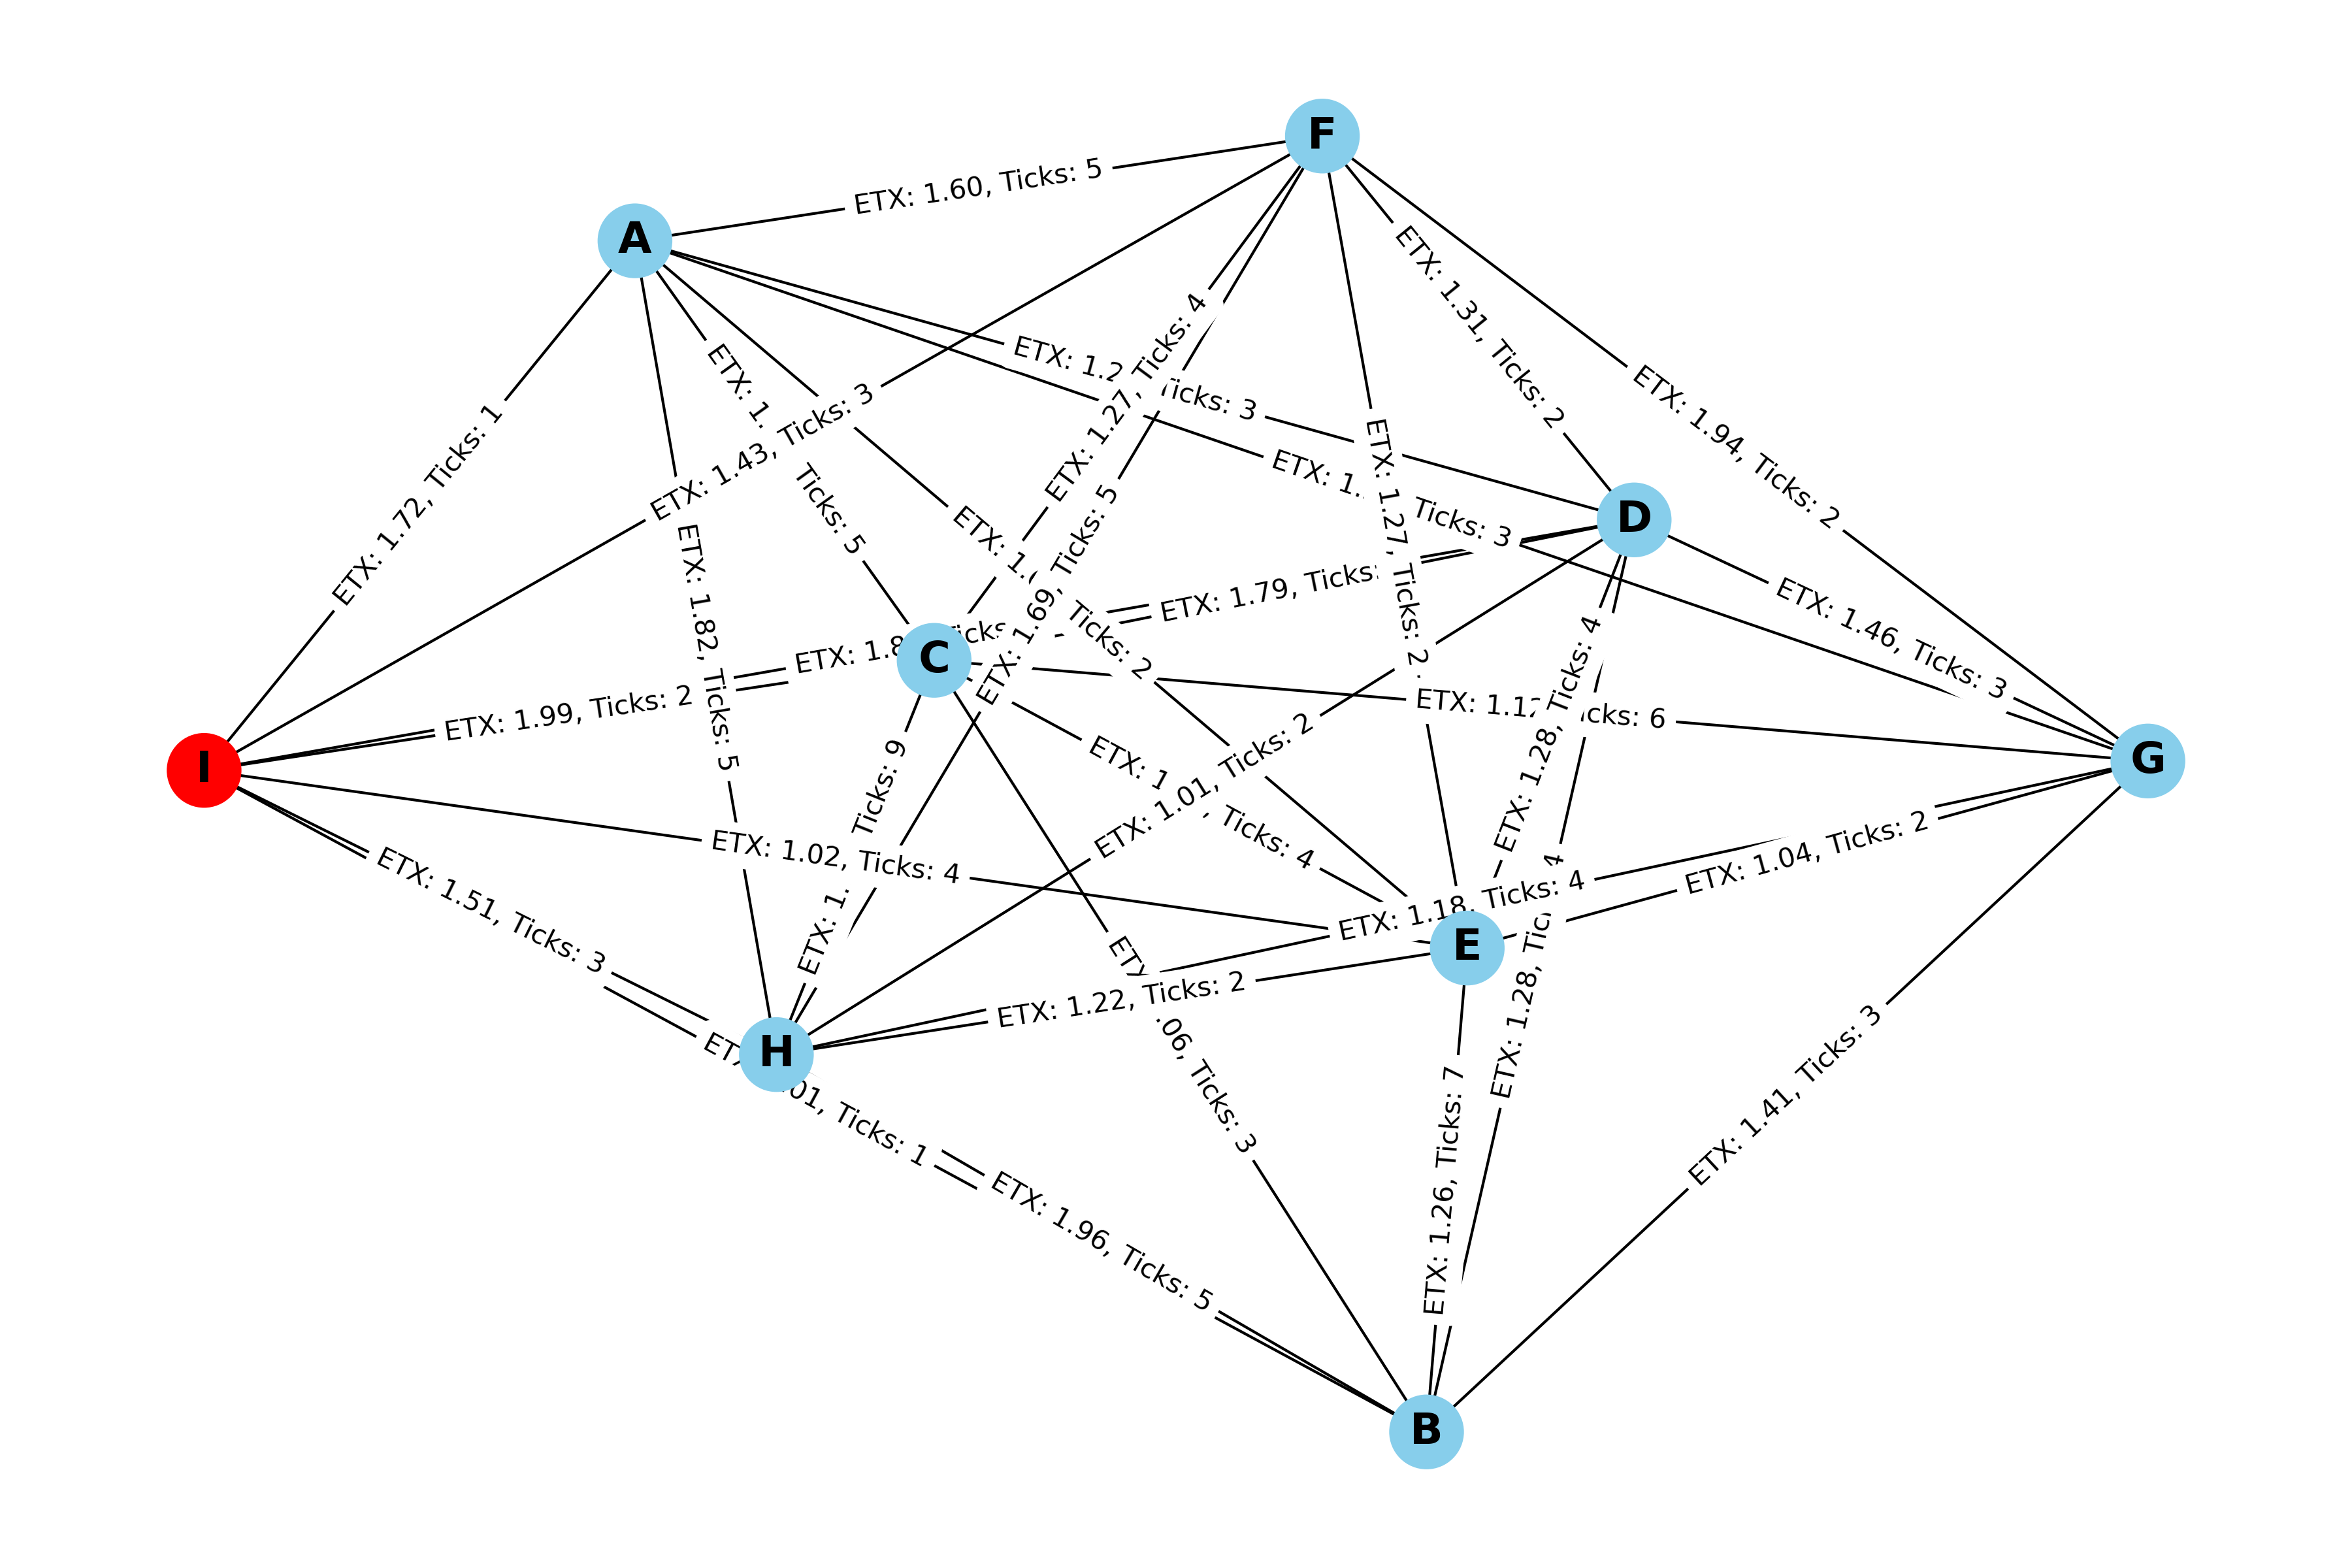 F
ETX: 1.60, Ticks: 5
A
ETX: 1.31, Ticks: 2
ETX: 1.27, Ticks: 4
ETX: 1.2 Ticks: 3
ETX: 1.94, Ticks: 2
ETX: 1. Ticks: 5
ETX: 1.43, Ticks: 3
ETX: 1.72, Ticks: 1
ETX: 1. Ticks: 3
D
ETX: 1.27, Ticks: 2
ETX: 1. Ticks: 2
ETX: 1.69, Ticks: 5
ETX: 1.79, Ticks:
ETX: 1.82, Ticks: 5
ETX: 1.46, Ticks: 3
C
ETX: 1.8
ETX: 1.99, Ticks: 2
ETX: 1.1 cks: 6
ETX: 1.28, Ticks: 4
I
G
ETX: 1.01, Ticks: 2
ETX: 1 , Ticks: 4
ETX: 1. Ticks: 9
ETX: 1.02, Ticks: 4
ETX: 1.04, Ticks: 2
ETX: 1.51, Ticks: 3
ETX: 1.18, Ticks: 4
E
ETX: 1.28, Tic 4
ETX: 1.22, Ticks: 2
H
.06, Ticks: 3
01, Ticks: 1
ETX: 1.41, Ticks: 3
ETX: 1.26, Ticks: 7
ETX: 1.96, Ticks: 5
B